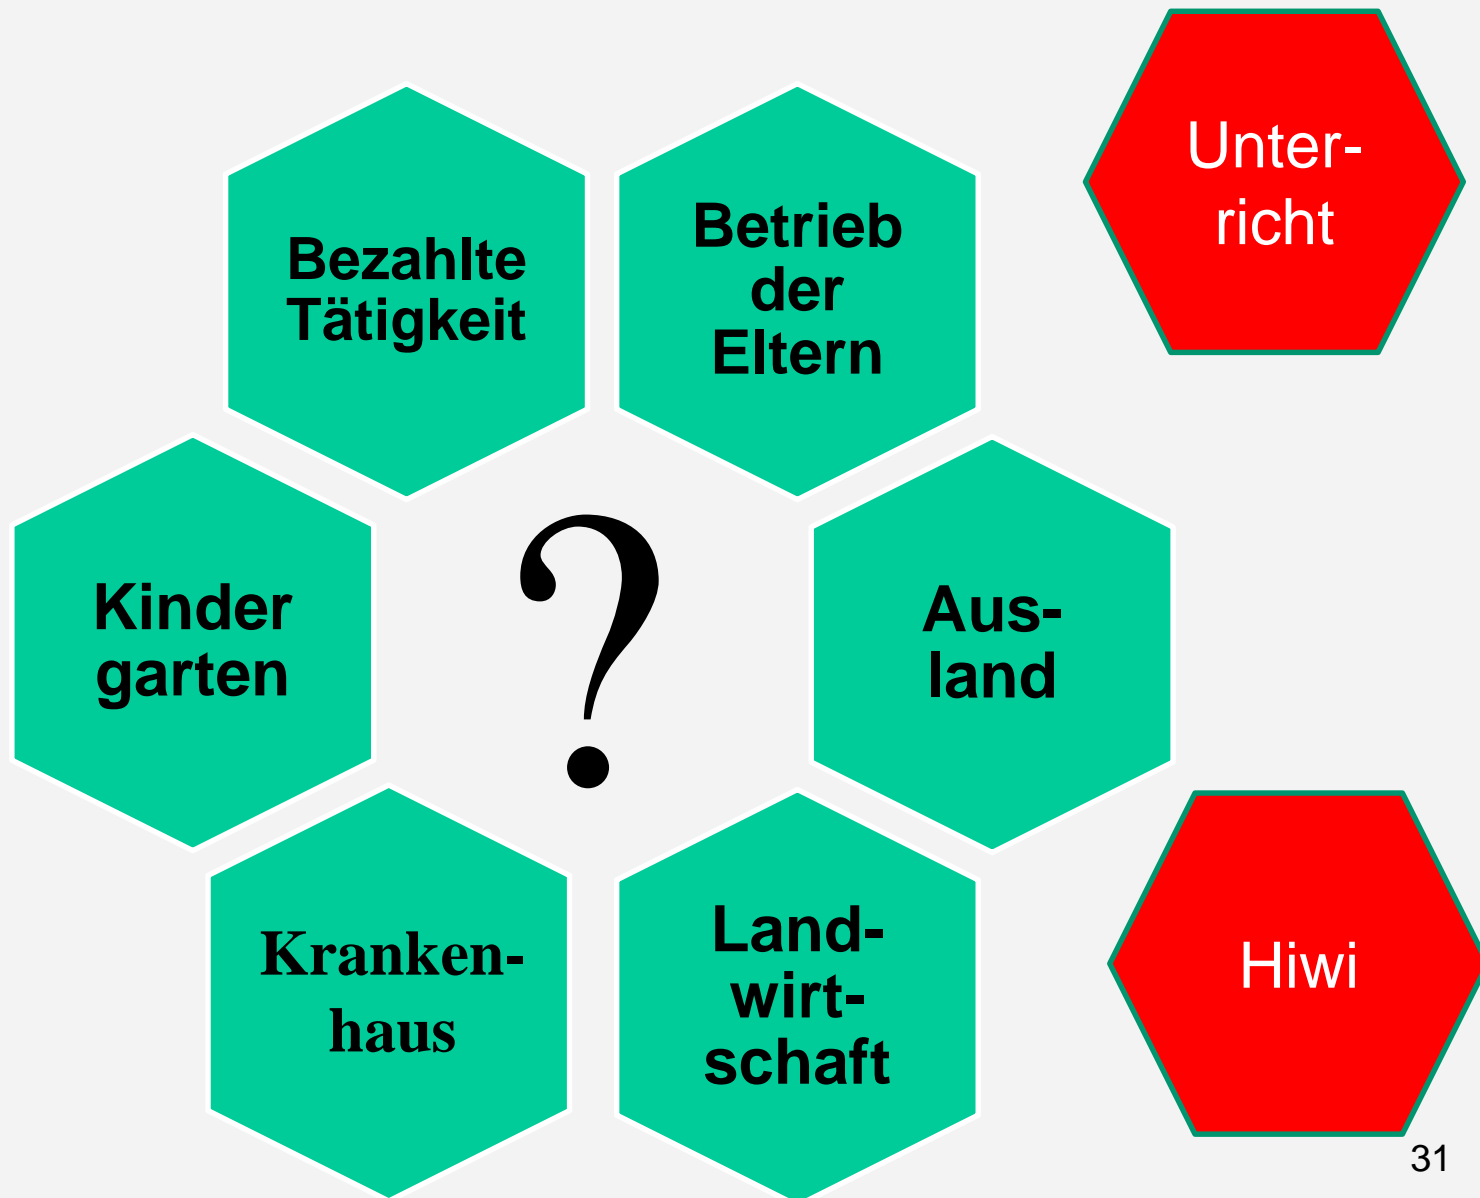 Bezahlte
Tätigkeit
Betrieb
der
Eltern
Unter-
richt
Kinder
garten
?
Aus-
land
Kranken-
haus
Land-
wirt-
schaft
Hiwi
31